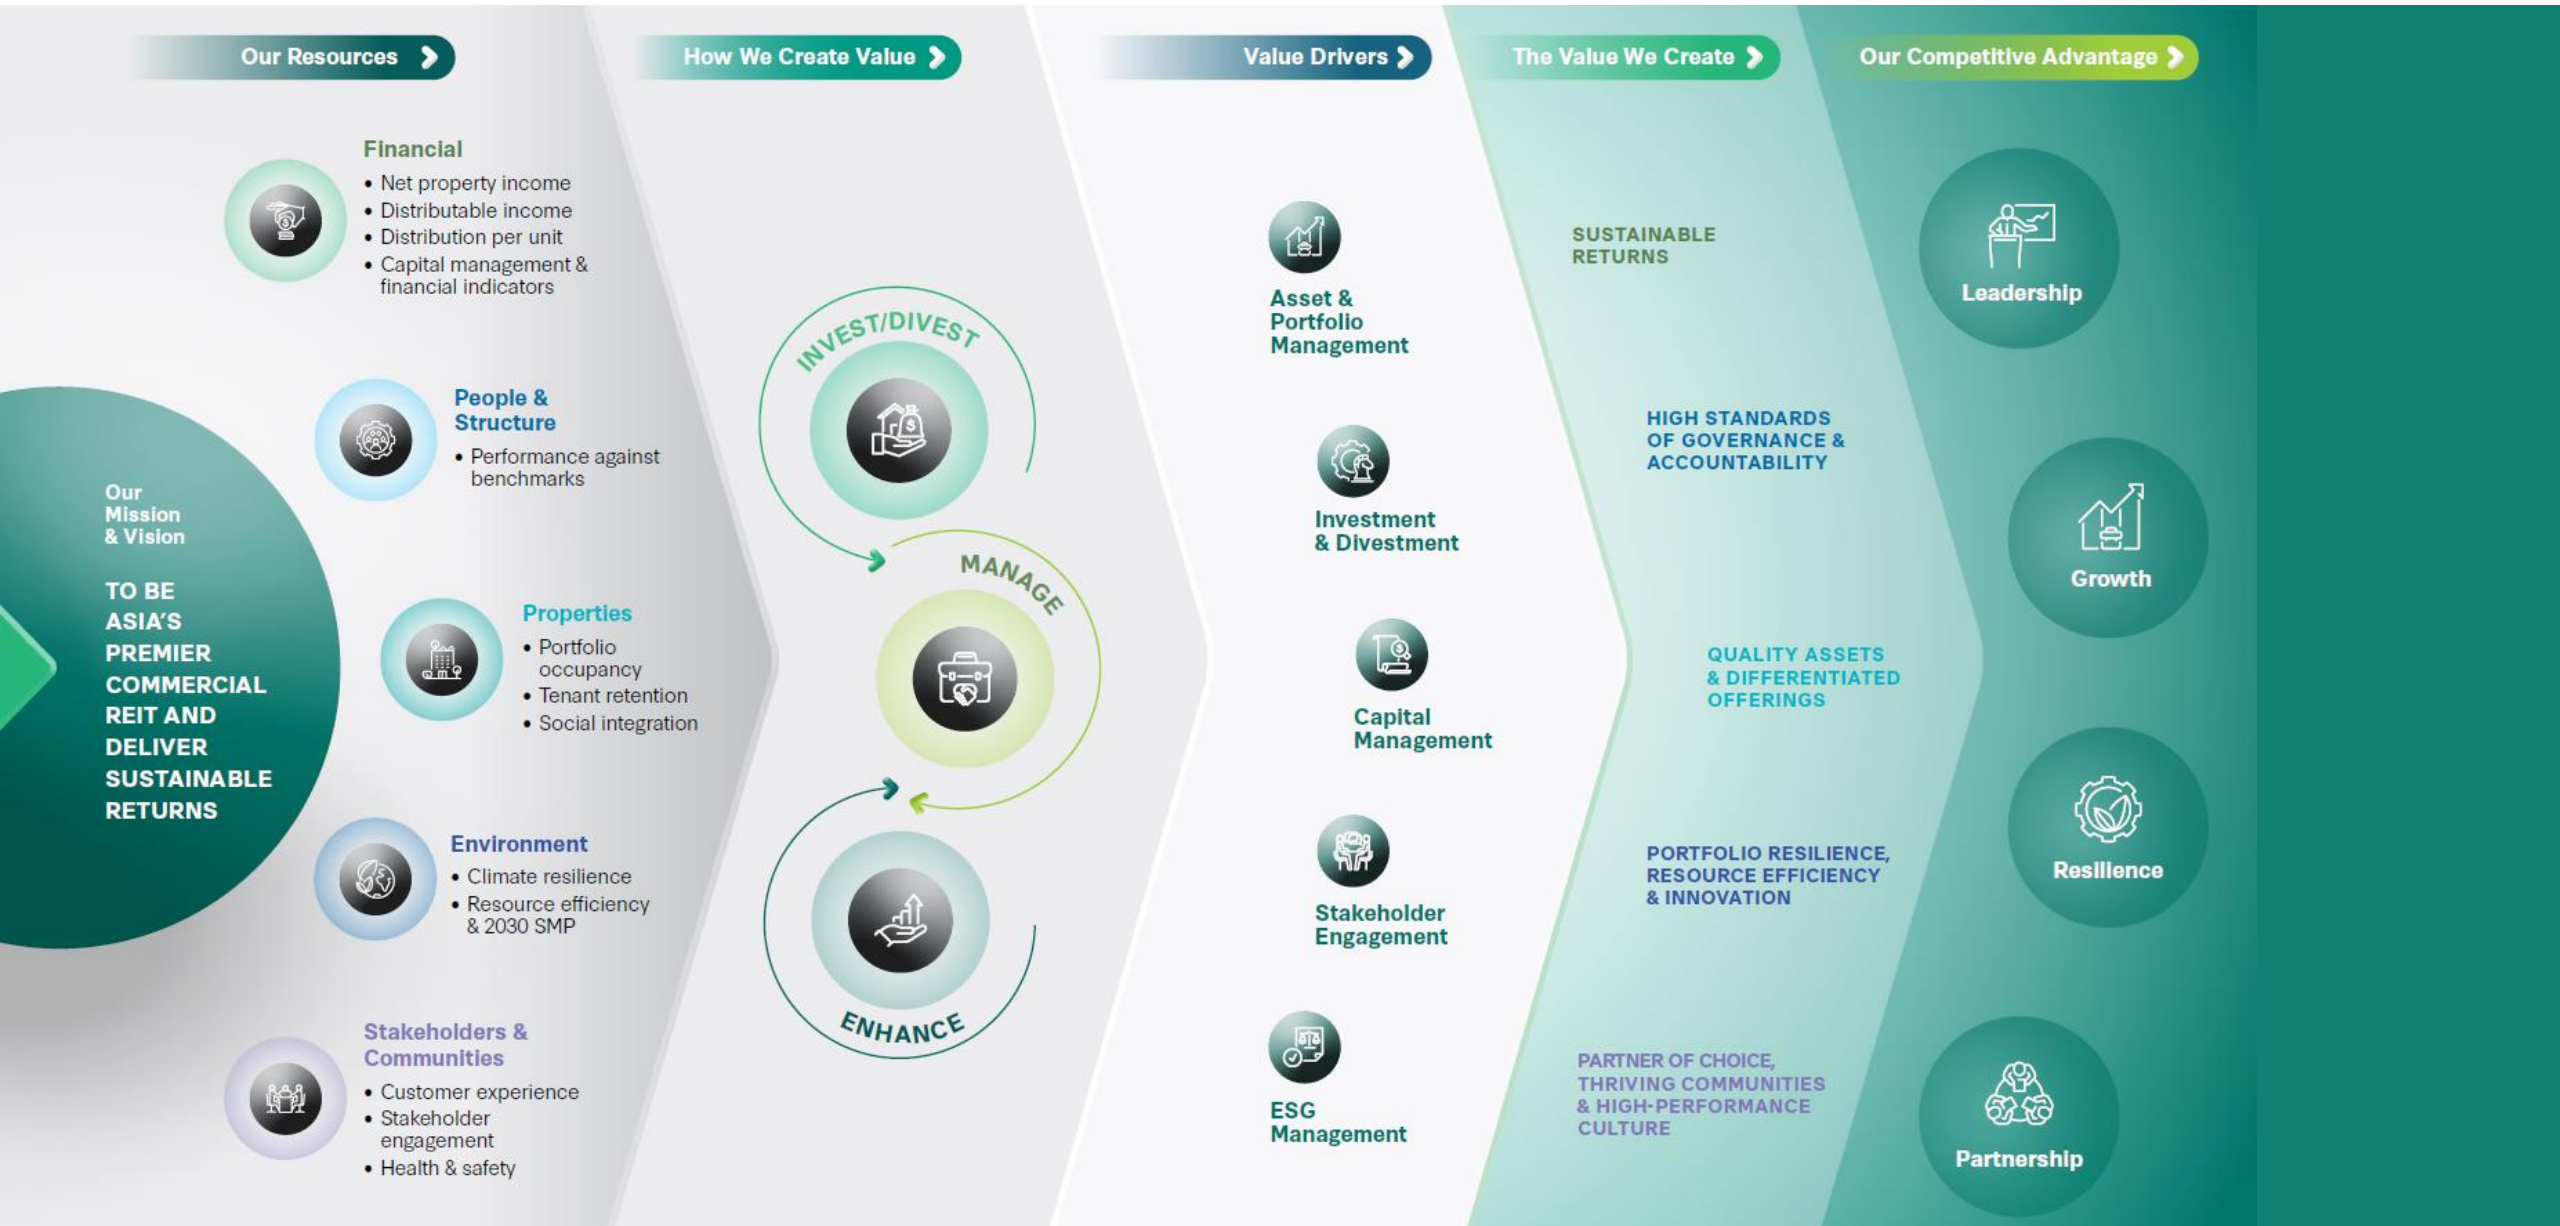 Our Resources
How We Create Value
Value Drivers
The Value We Create
Our Competitive Advantage
Our
Mission
& Vision
TO BE
ASIA'S
PREMIER
COMMERCIAL
REIT AND
DELIVER
SUSTAINABLE
RETURNS
Financial
• Net property income
• Distributable income
• Distribution per unit
• Capital management &
financial indicators
People &
Structure
• Performance against
benchmarks
Properties
• Portfolio
occupancy
• Tenant retention
• Social integration
Environment
• Climate resilience
• Resource efficiency
& 2030 SMP
Stakeholders &
Communities
• Customer experience
• Stakeholder
engagement
• Health & safety
INVEST/DIVEST
MANAGE
ENHANCE
Asset &
Portfolio
Management
Investment
& Divestment
Capital
Management
Stakeholder
Engagement
ESG
Management
SUSTAINABLE
RETURNS
HIGH STANDARDS
OF GOVERNANCE &
ACCOUNTABILITY
QUALITY ASSETS
& DIFFERENTIATED
OFFERINGS
PORTFOLIO RESILIENCE,
RESOURCE EFFICIENCY
& INNOVATION
PARTNER OF CHOICE,
THRIVING COMMUNITIES
& HIGH-PERFORMANCE
CULTURE
Leadership
Growth
Resilience
Partnership